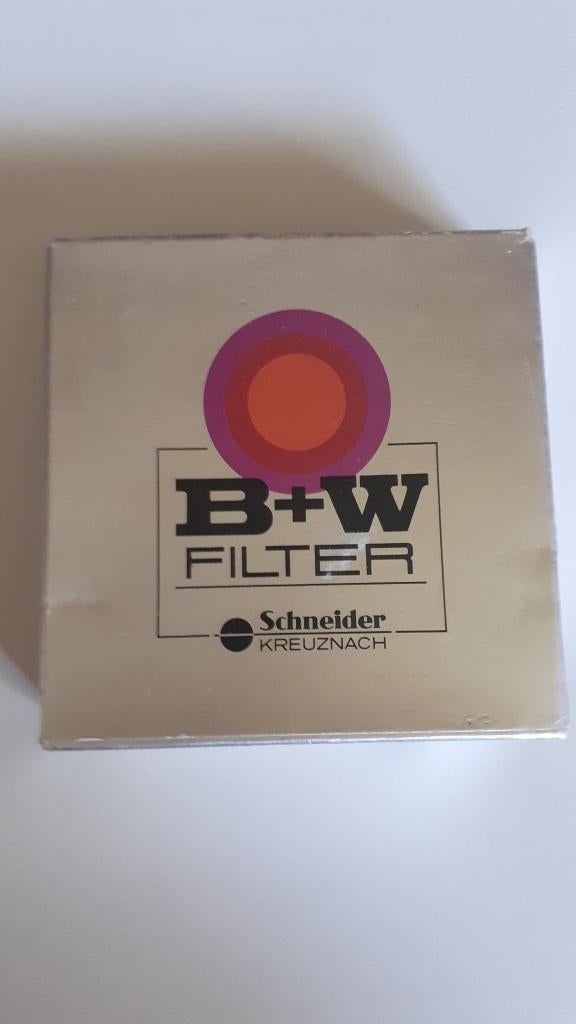 B+W
FILTER
Schneider
KREUZNACH